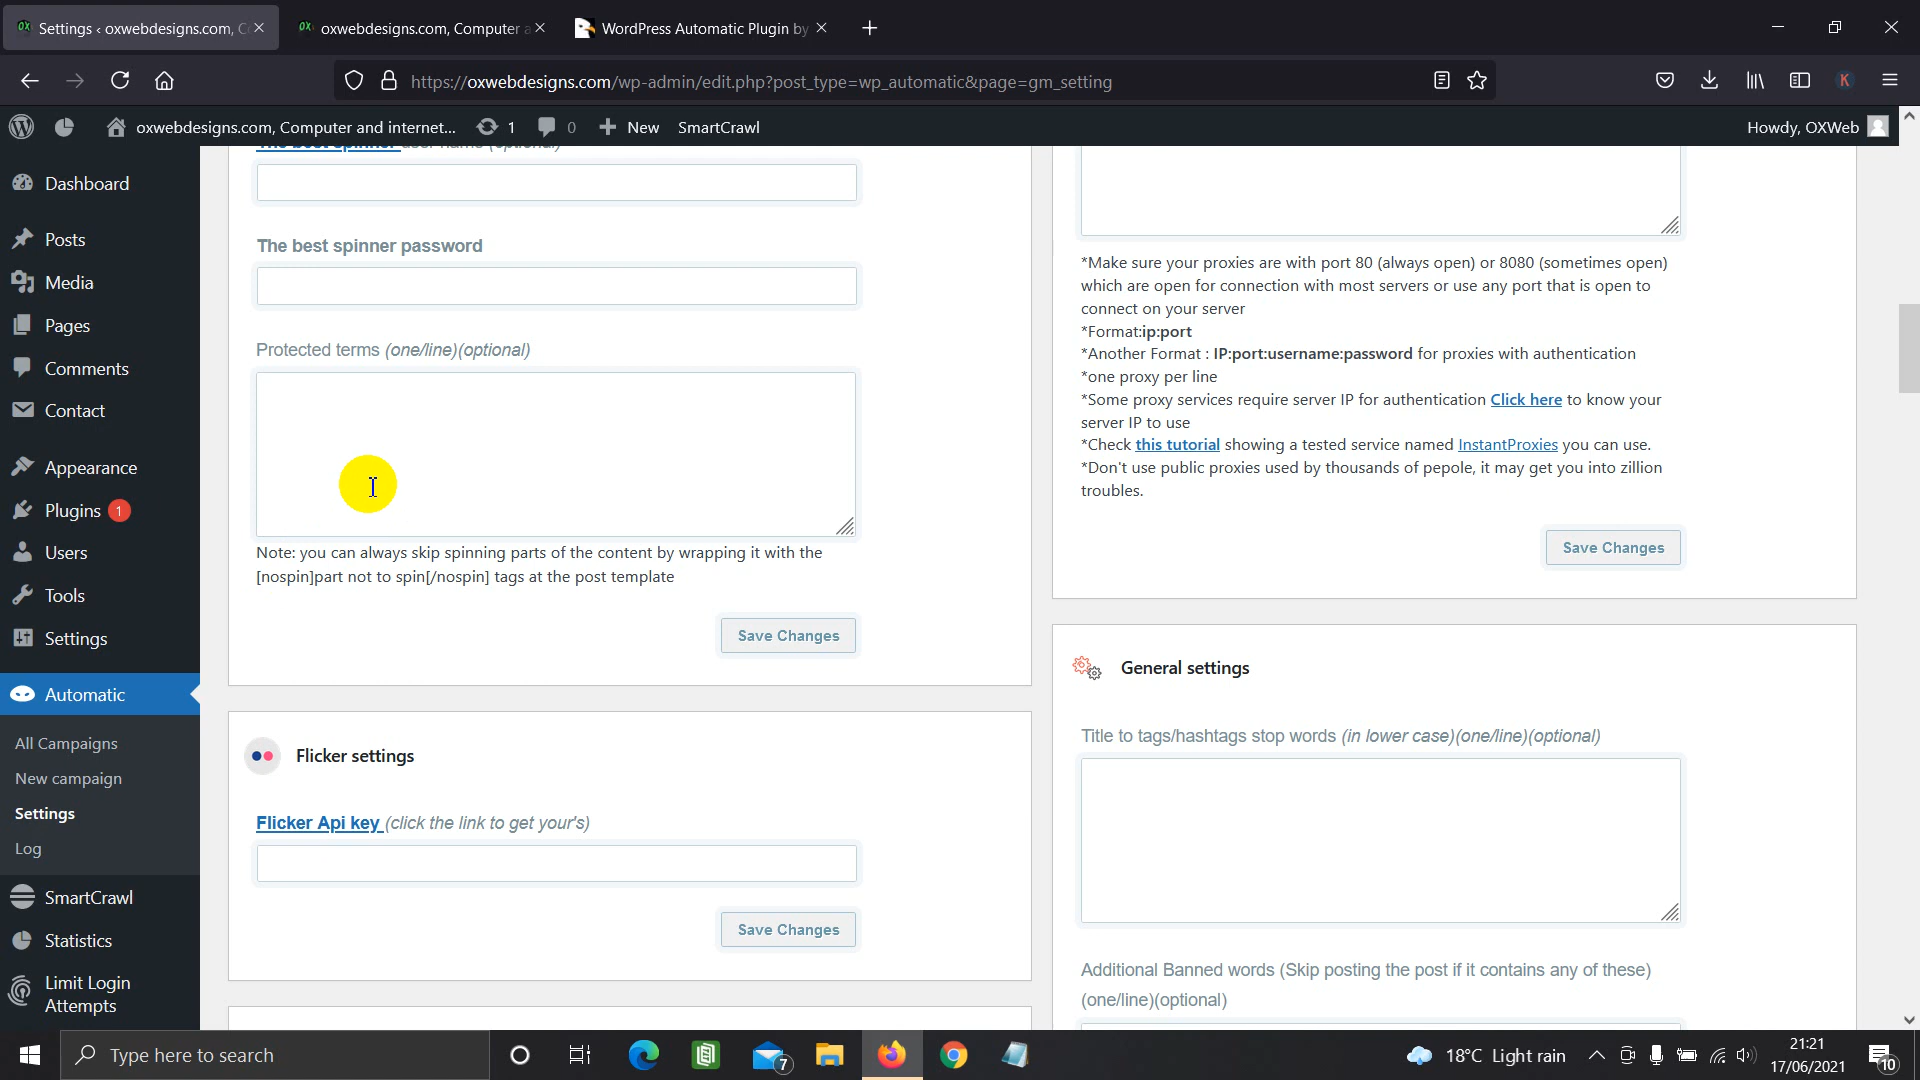 Settings ‹ oxwebdesigns.com, C
oxwebdesigns.com, Computer a
WordPress Automatic Plugin by
https://oxwebdesigns.com/wp-admin/edit.php?post_type=wp_automatic&page=gm_setting
K
oxwebdesigns.com, Computer and internet...
1
0
New
SmartCrawl
Howdy, OXWeb
Dashboard
Posts
Media
Pages
Comments
Contact
Appearance
Plugins 1
Users
Tools
Settings
Automatic
All Campaigns
New campaign
Settings
Log
SmartCrawl
Statistics
Limit Login
Attempts
The best spinner user name (optional)
The best spinner password
Protected terms (one/line)(optional)
Note: you can always skip spinning parts of the content by wrapping it with the
[nospin]part not to spin[/nospin] tags at the post template
Save Changes
Flicker settings
Flicker Api key (click the link to get your's)
Save Changes
*Make sure your proxies are with port 80 (always open) or 8080 (sometimes open)
which are open for connection with most servers or use any port that is open to
connect on your server
*Format:ip:port
*Another Format : IP:port:username:password for proxies with authentication
*one proxy per line
*Some proxy services require server IP for authentication Click here to know your
server IP to use
*Check this tutorial showing a tested service named InstantProxies you can use.
*Don't use public proxies used by thousands of pepole, it may get you into zillion
troubles.
Save Changes
General settings
Title to tags/hashtags stop words (in lower case)(one/line)(optional)
Additional Banned words (Skip posting the post if it contains any of these)
(one/line)(optional)
Type here to search
7
18°C Light rain
21:21
17/06/2021
10